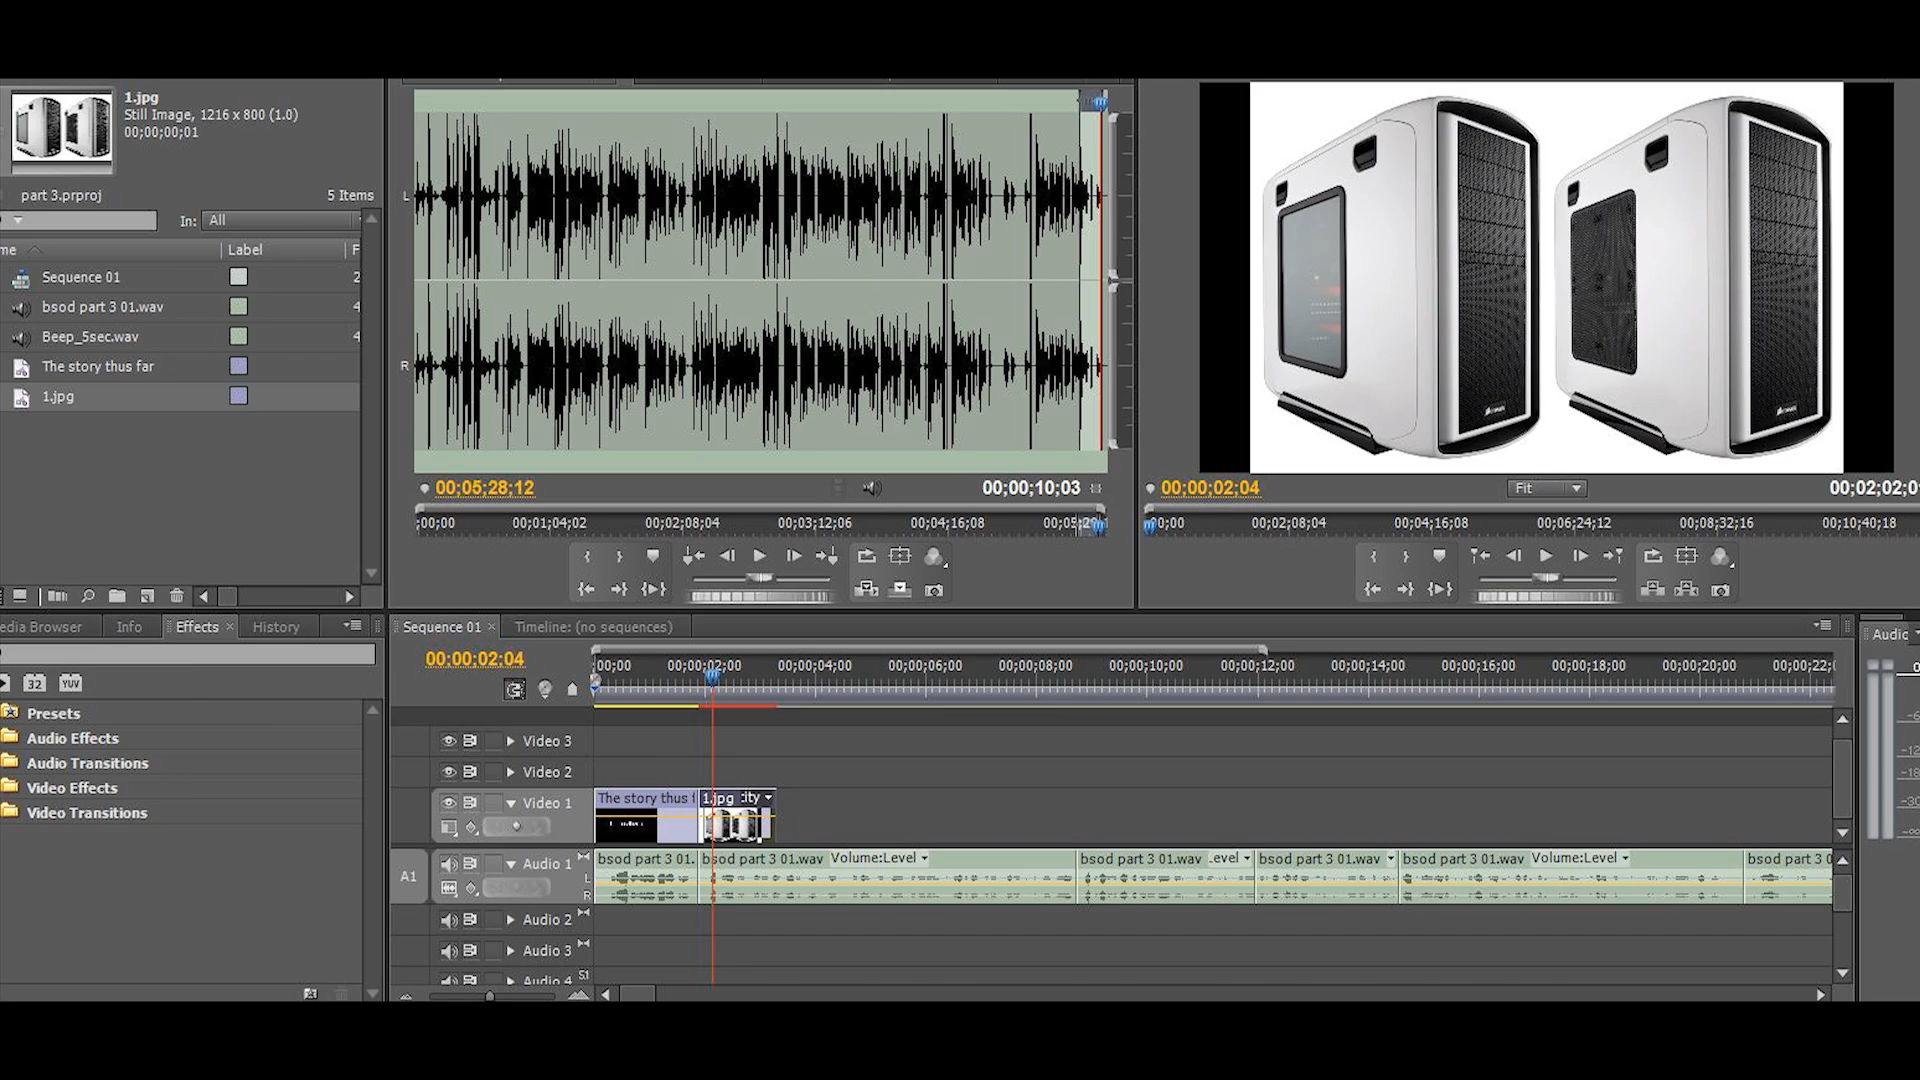 1.jpg
Still Image, 1216 x 800 (1.0)
00;00;00;01
part 3.prproj
5 Items
In: All
me Label F
Sequence 01 2
bsod part 3 01.wav 4
Beep_5sec.wav 4
The story thus far
1.jpg
L
R
00;05;28;12
00;00;10;03
;00;00 00;01;04;02 00;02;08;04 00;03;12;06 00;04;16;08
00;00;02;04
Fit
00;02;02;0
00;00 00;02;08;04 00;04;16;08 00;06;24;12 00;08;32;16 00;10;40;18
edia Browser Info Effects × History
32 YUV
Presets
Audio Effects
Audio Transitions
Video Effects
Video Transitions
Sequence 01 × Timeline: (no sequences)
00;00;02;04
;00;00 00;00;02;00 00;00;04;00 00;00;06;00 00;00;08;00 00;00;10;00 00;00;12;00 00;00;14;00 00;00;16;00 00;00;18;00 00;00;20;00 00;00;22;
Video 3
Video 2
Video 1
The story thus f 1.jpg :ity
A1
Audio 1
L
R
bsod part 3 01. bsod part 3 01.wav Volume:Level bsod part 3 01.wav .evel bsod part 3 01.wav bsod part 3 01.wav Volume:Level bsod part 3 0
Audio 2
Audio 3
Audio 4
Audio
0
-6
-12
-18
-30